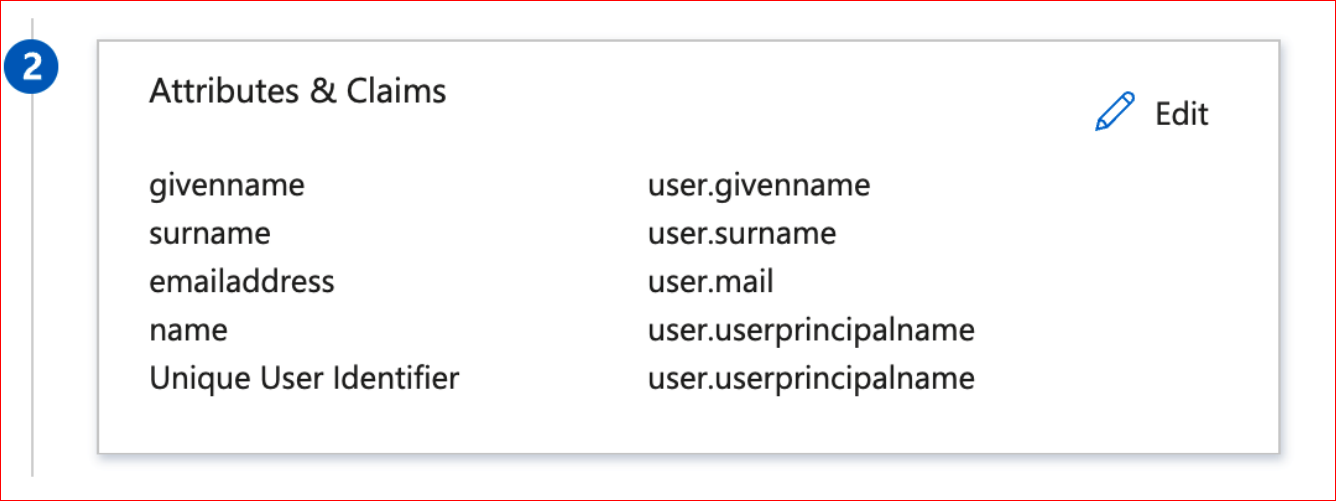 2
Attributes & Claims
Edit
givenname user.givenname
surname user.surname
emailaddress user.mail
name user.userprincipalname
Unique User Identifier user.userprincipalname